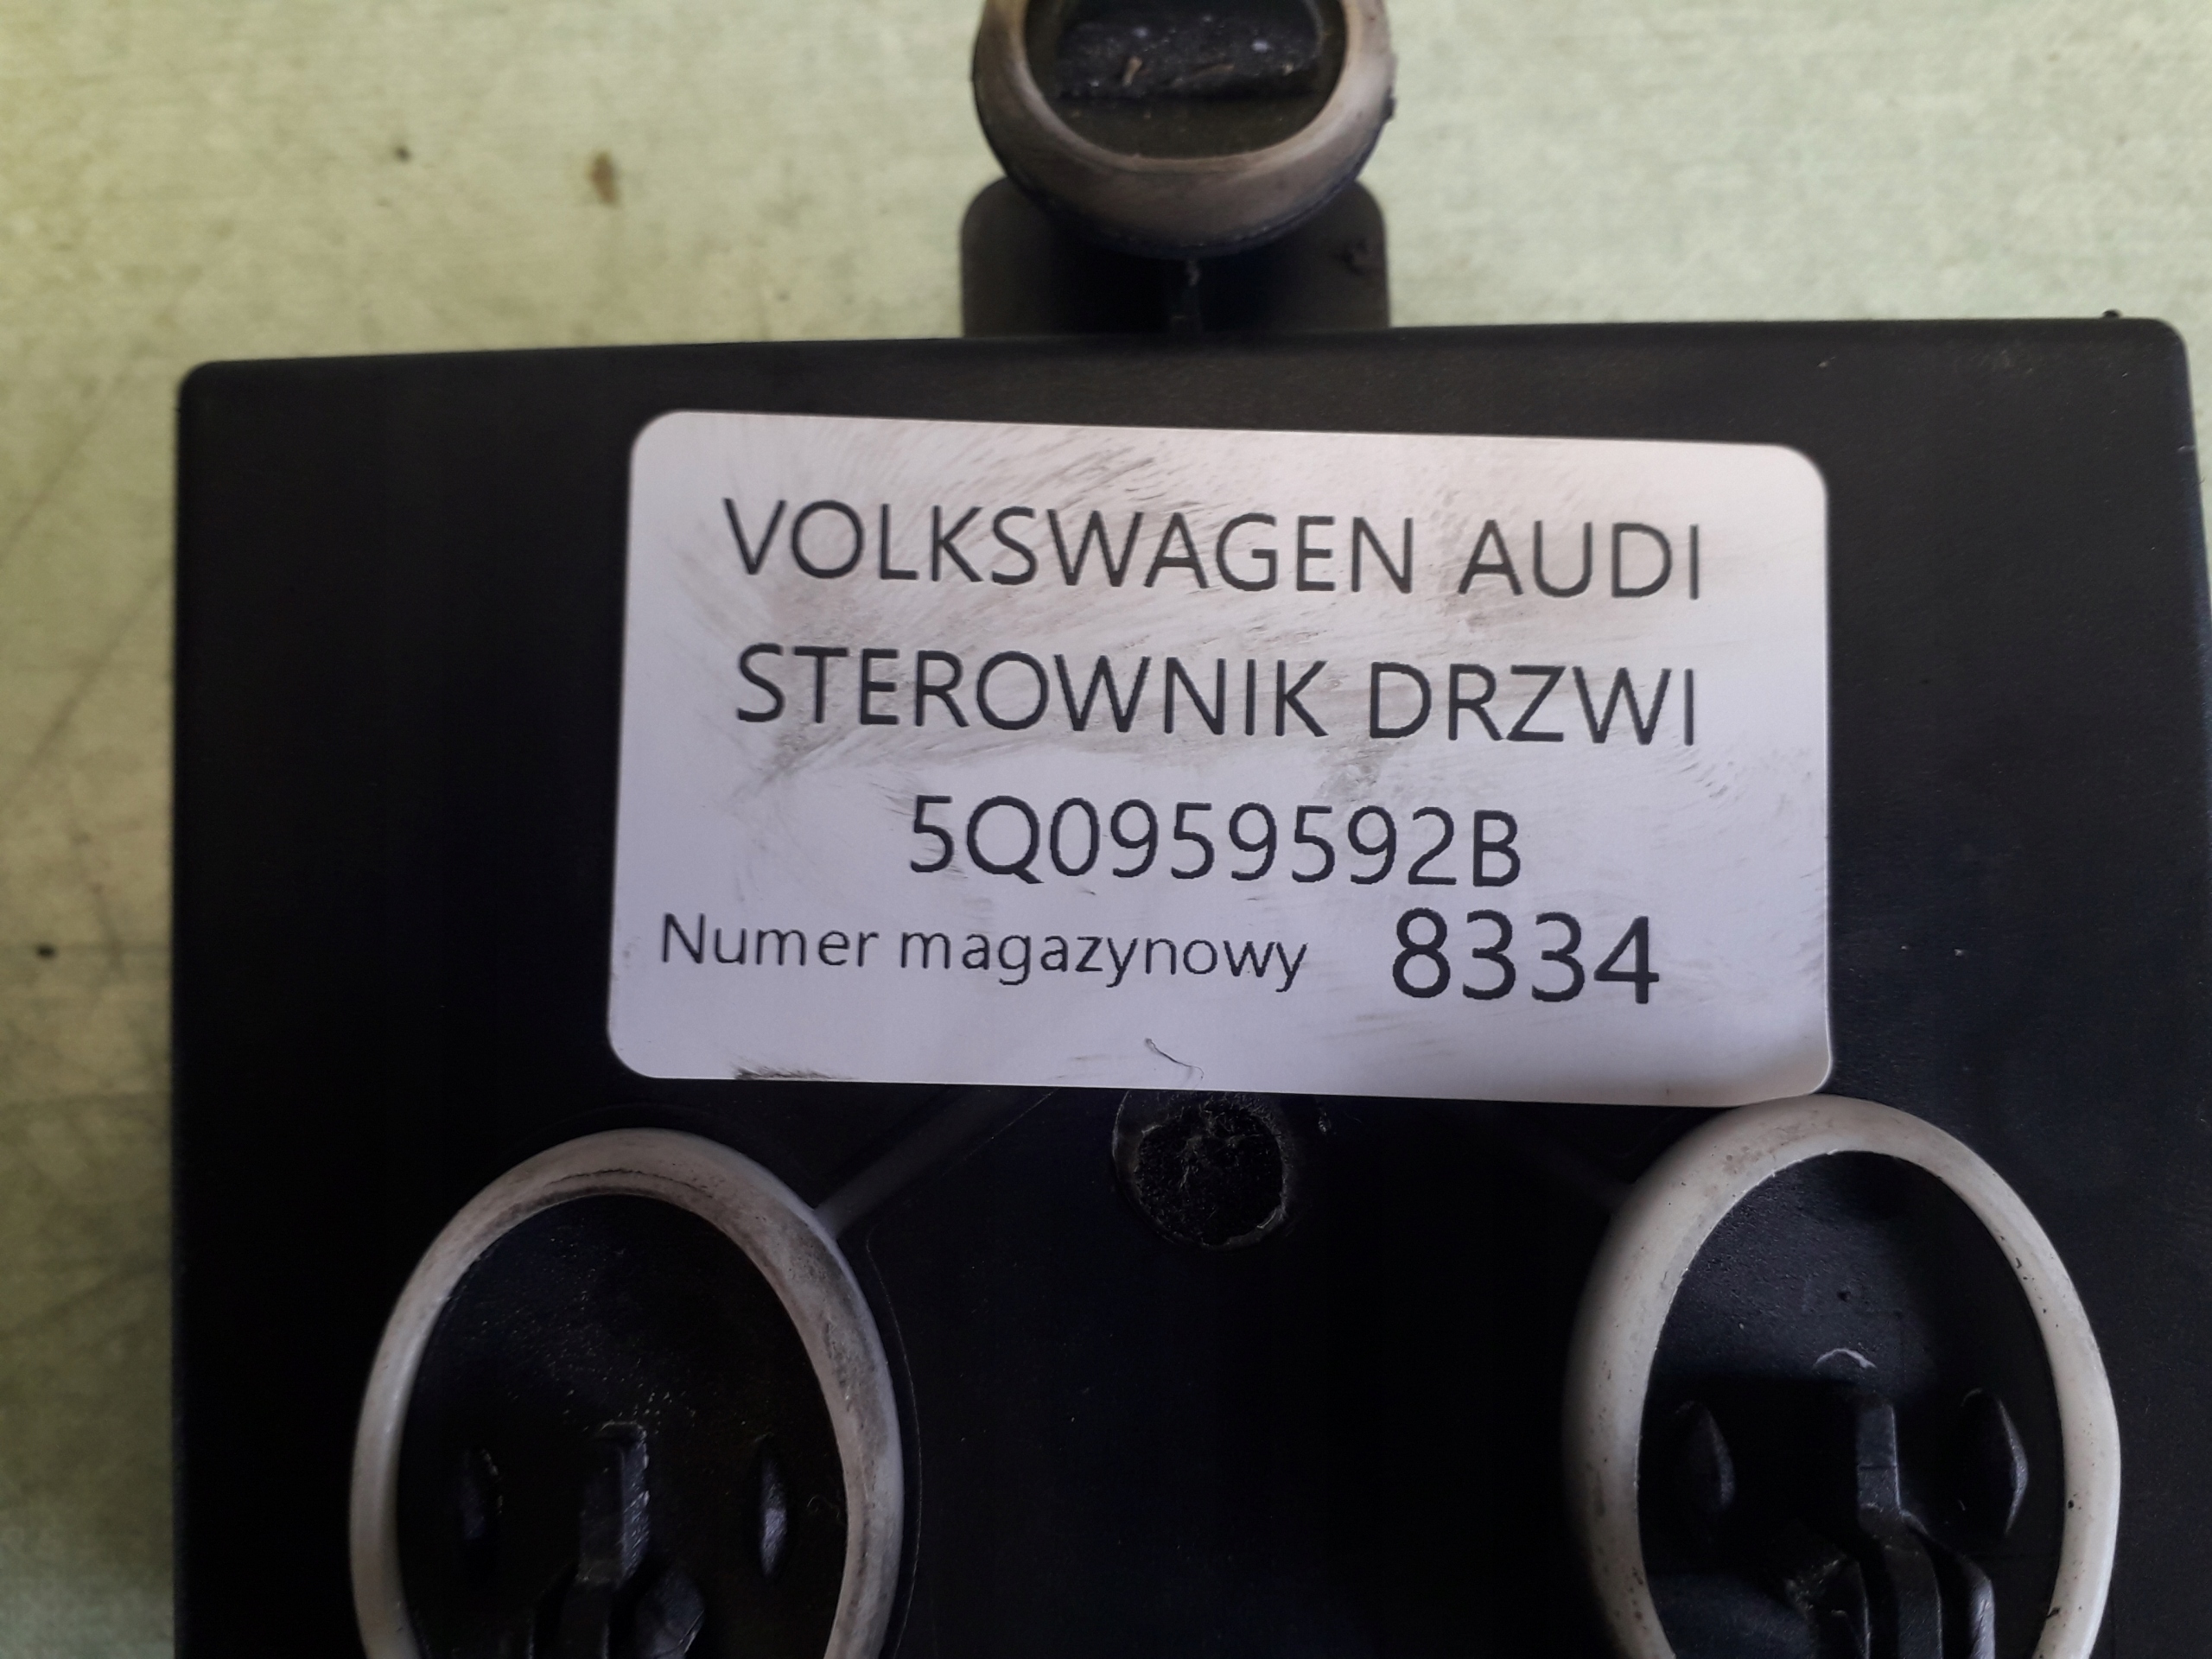 VOLKSWAGEN AUDI
STEROWNIK DRZWI
5Q0959592B
Numer magazynowy 8334